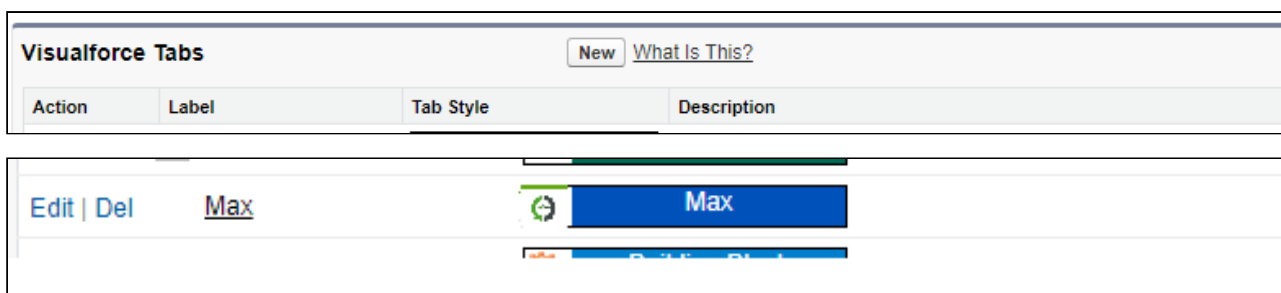 Visualforce Tabs New What Is This?
Action Label Tab Style Description
Edit | Del Max Max